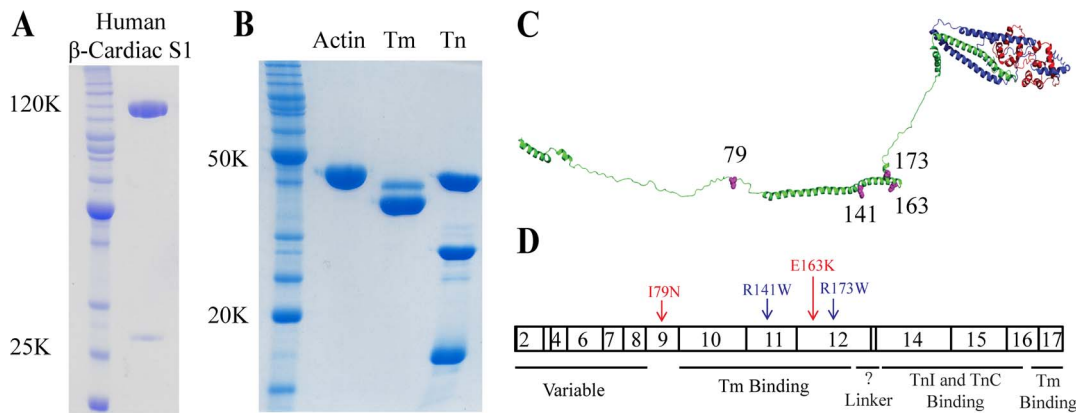 A
Human
β-Cardiac S1
120K
25K
B
Actin Tm Tn
50K
20K
C
79
173
141
163
D
E163K
I79N R141W R173W
2 4 6 7 8 9 10 11 12 14 15 16 17
Variable
Tm Binding
?
Linker
TnI and TnC
Binding
Tm
Binding